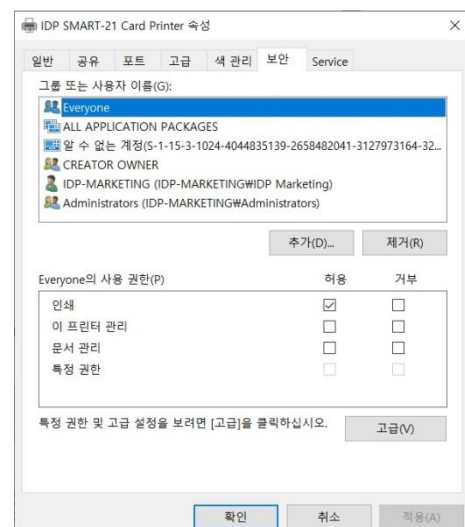 IDP SMART-21 Card Printer 속성
일반 공유 포트 고급 색 관리 보안 Service
그룹 또는 사용자 이름(G):
Everyone
ALL APPLICATION PACKAGES
알 수 없는 계정(S-1-15-3-1024-4044835139-2658482041-3127973164-32...
CREATOR OWNER
IDP-MARKETING (IDP-MARKETING₩IDP Marketing)
Administrators (IDP-MARKETING₩Administrators)
추가(D)... 제거(R)
Everyone의 사용 권한(P) 허용 거부
인쇄
이 프린터 관리
문서 관리
특정 권한
특정 권한 및 고급 설정을 보려면 [고급]을 클릭하십시오. 고급(V)
확인 취소 적용(A)